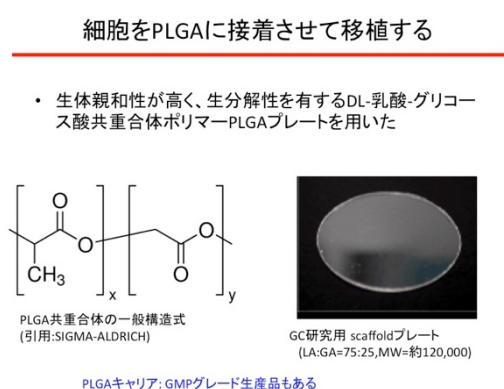 細胞をPLGAに接着させて移植する
• 生体親和性が高く、生分解性を有するDL-乳酸-グリコー
ス酸共重合体ポリマーPLGAプレートを用いた
O
O
O
O
CH3
x
y
PLGA共重合体の一般構造式
(引用:SIGMA-ALDRICH)
GC研究用 scaffoldプレート
(LA:GA=75:25,MW=約120,000)
PLGAキャリア: GMPグレード生産品もある